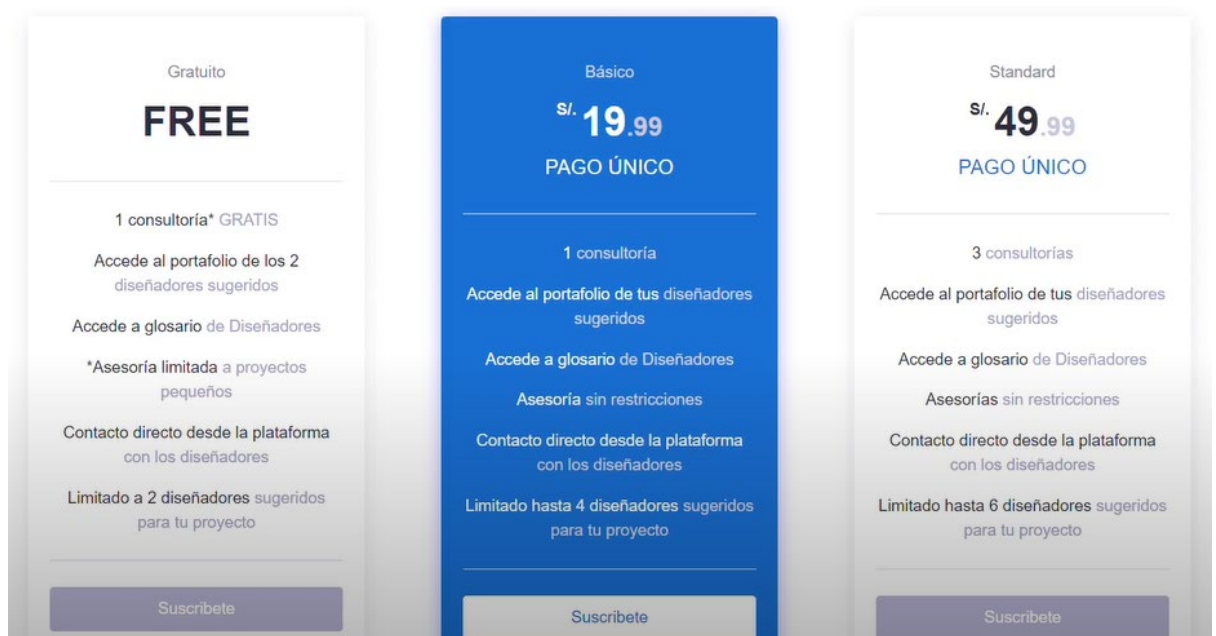 Gratuito
FREE
1 consultoría* GRATIS
Accede al portafolio de los 2
diseñadores sugeridos
Accede a glosario de Diseñadores
*Asesoría limitada a proyectos
pequeños
Contacto directo desde la plataforma
con los diseñadores
Limitado a 2 diseñadores sugeridos
para tu proyecto
Suscribete
Básico
S/. 19.99
PAGO ÚNICO
1 consultoría
Accede al portafolio de tus diseñadores
sugeridos
Accede a glosario de Diseñadores
Asesoría sin restricciones
Contacto directo desde la plataforma
con los diseñadores
Limitado hasta 4 diseñadores sugeridos
para tu proyecto
Suscribete
Standard
S/. 49.99
PAGO ÚNICO
3 consultorías
Accede al portafolio de tus diseñadores
sugeridos
Accede a glosario de Diseñadores
Asesorías sin restricciones
Contacto directo desde la plataforma
con los diseñadores
Limitado hasta 6 diseñadores sugeridos
para tu proyecto
Suscribete